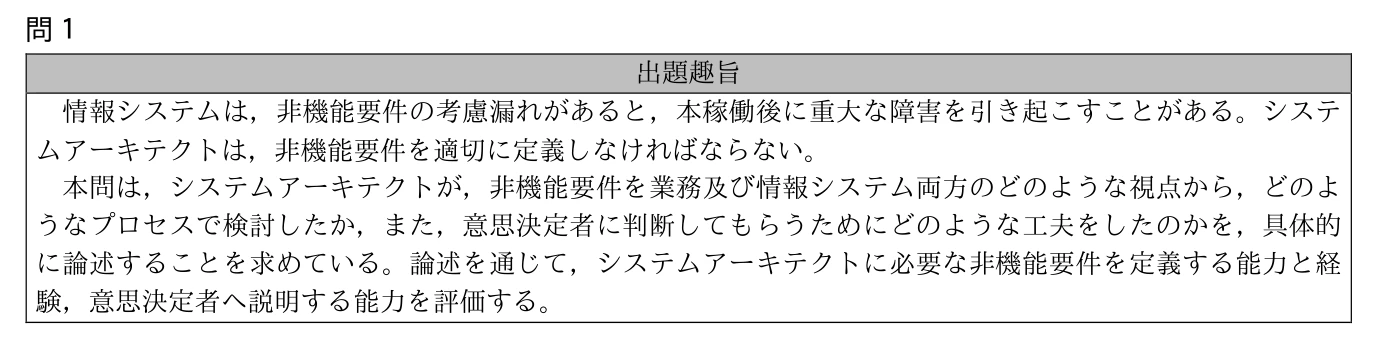 問1
出題趣旨
情報システムは，非機能要件の考慮漏れがあると，本稼働後に重大な障害を引き起こすことがある。システ
ムアーキテクトは，非機能要件を適切に定義しなければならない。
本問は，システムアーキテクトが，非機能要件を業務及び情報システム両方のどのような視点から，どのよ
うなプロセスで検討したか，また，意思決定者に判断してもらうためにどのような工夫をしたのかを，具体的
に論述することを求めている。論述を通じて，システムアーキテクトに必要な非機能要件を定義する能力と経
験，意思決定者へ説明する能力を評価する。